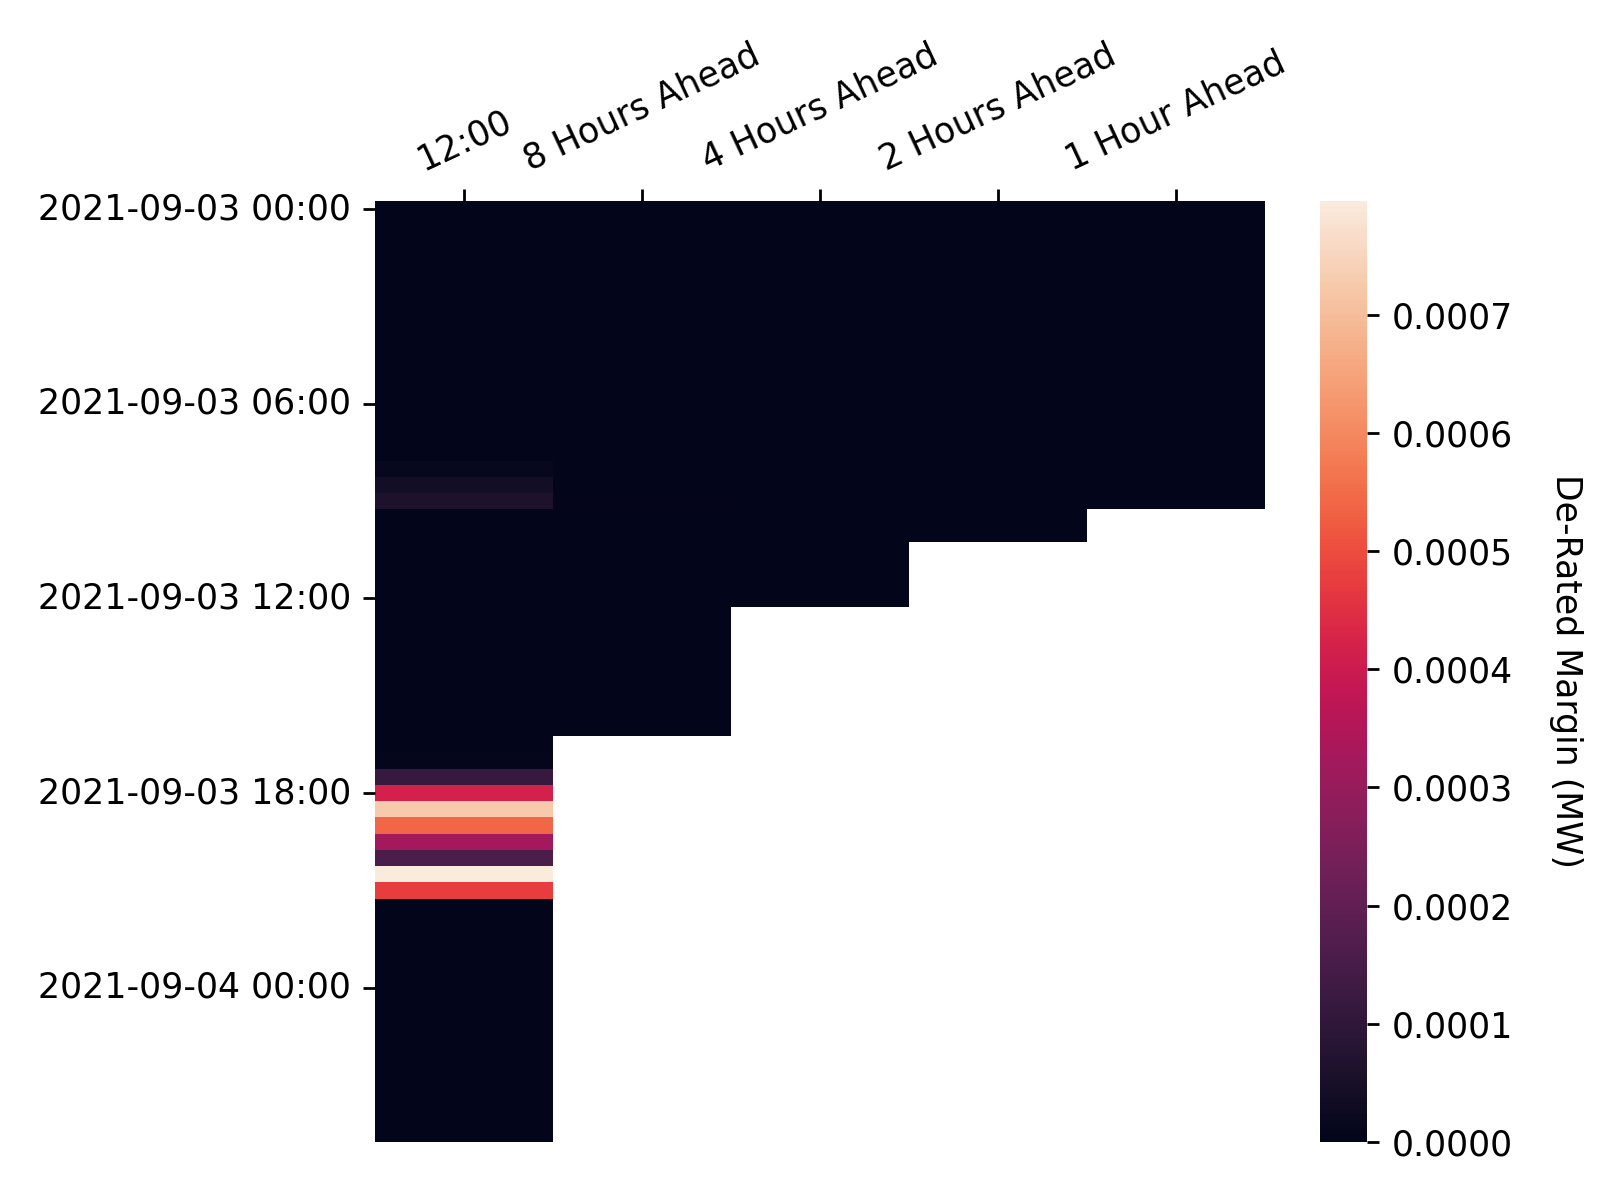 12:00
8 Hours Ahead
4 Hours Ahead
2 Hours Ahead
1 Hour Ahead
2021-09-03 00:00
2021-09-03 06:00
2021-09-03 12:00
2021-09-03 18:00
2021-09-04 00:00
0.0007
0.0006
0.0005
0.0004
0.0003
0.0002
0.0001
0.0000
De-Rated Margin (MW)